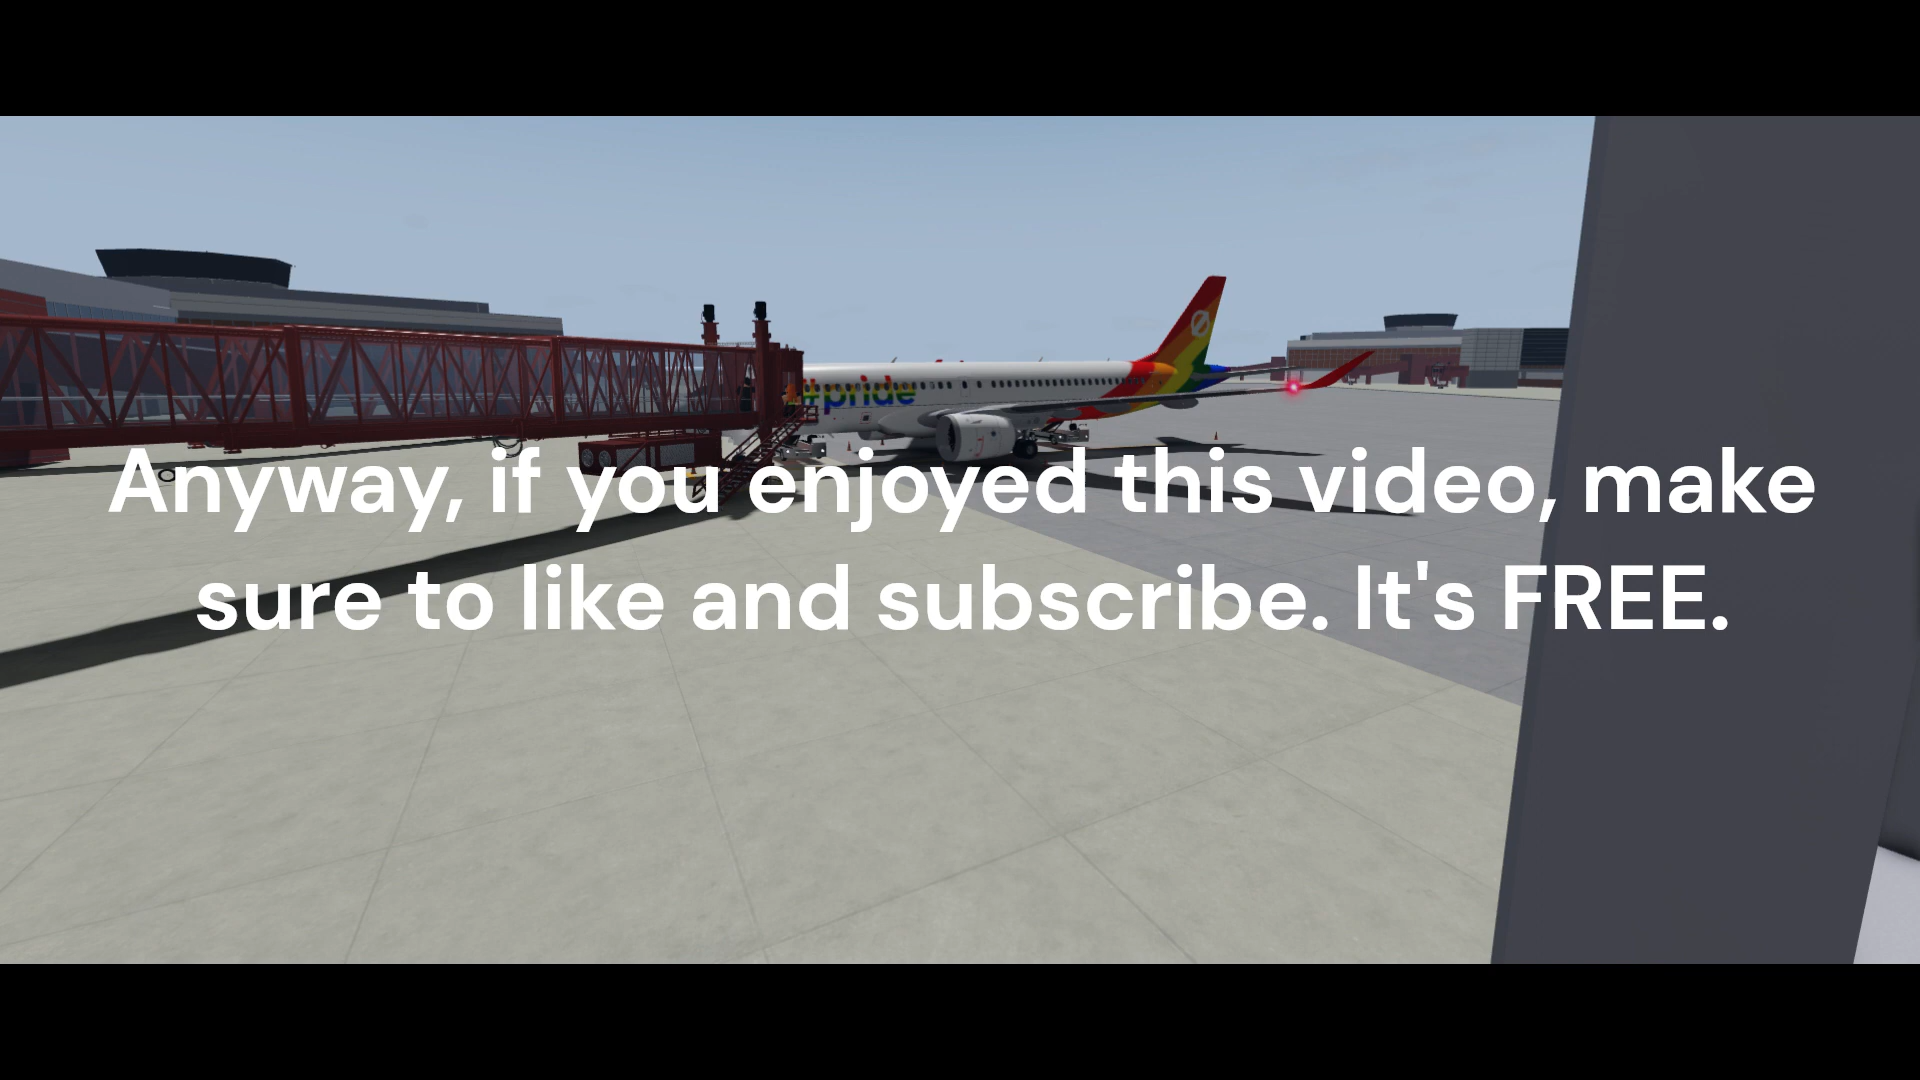 #pride
Anyway, if you enjoyed this video, make
sure to like and subscribe. It's FREE.